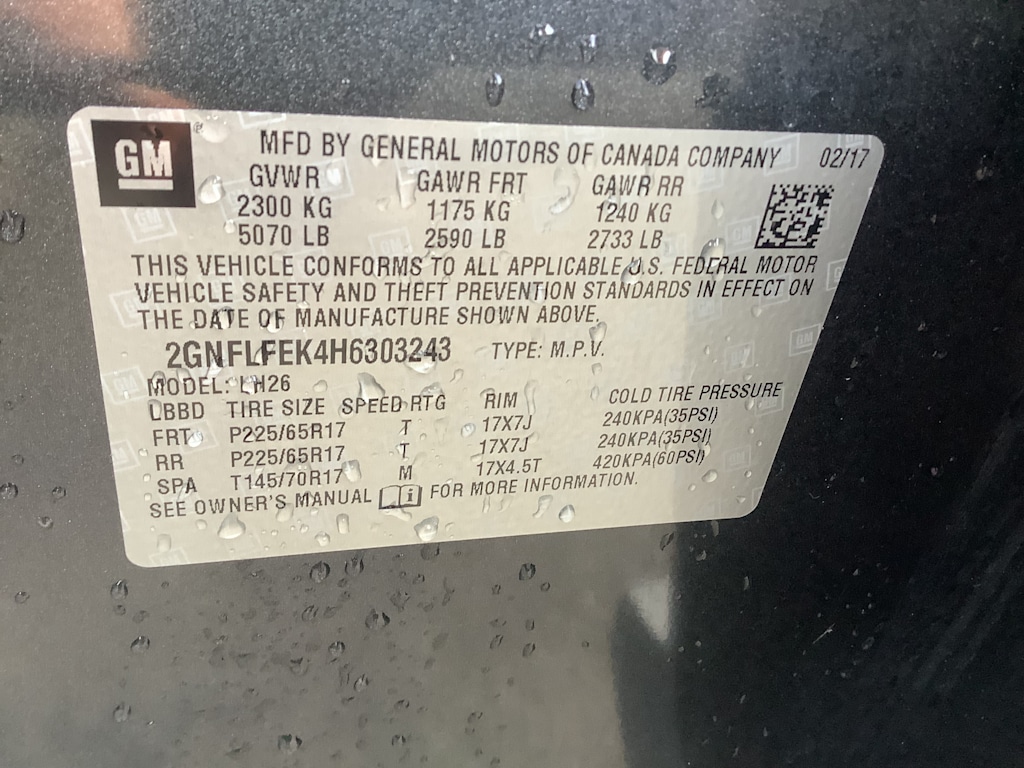 GM
MFD BY GENERAL MOTORS OF CANADA COMPANY 02/17
GVWR GAWR FRT GAWR RR
2300 KG 1175 KG 1240 KG
5070 LB 2590 LB 2733 LB
THIS VEHICLE CONFORMS TO ALL APPLICABLE U.S. FEDERAL MOTOR
VEHICLE SAFETY AND THEFT PREVENTION STANDARDS IN EFFECT ON
THE DATE OF MANUFACTURE SHOWN ABOVE.
2GNFLFEK4H6303243 TYPE: M.P.V.
MODEL: LH26
LBBD TIRE SIZE SPEED RTG RIM COLD TIRE PRESSURE
FRT P225/65R17 T 17X7J 240KPA(35PSI)
RR P225/65R17 T 17X7J 240KPA(35PSI)
SPA T145/70R17 M 17X4.5T 420KPA(60PSI)
SEE OWNER'S MANUAL FOR MORE INFORMATION.